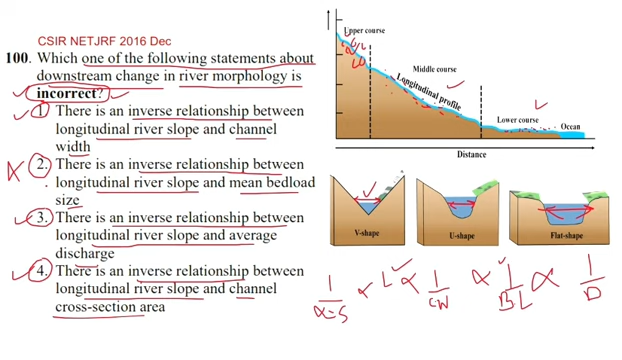 CSIR NETJRF 2016 Dec
100. Which one of the following statements about
downstream change in river morphology is
incorrect?
1. There is an inverse relationship between
longitudinal river slope and channel
width
2. There is an inverse relationship between
longitudinal river slope and mean bedload
size
3. There is an inverse relationship between
longitudinal river slope and average
discharge
4. There is an inverse relationship between
longitudinal river slope and channel
cross-section area
Upper course
Middle course
Longitudinal profile
Lower course
Ocean
Distance
V-shape
U-shape
Flat-shape